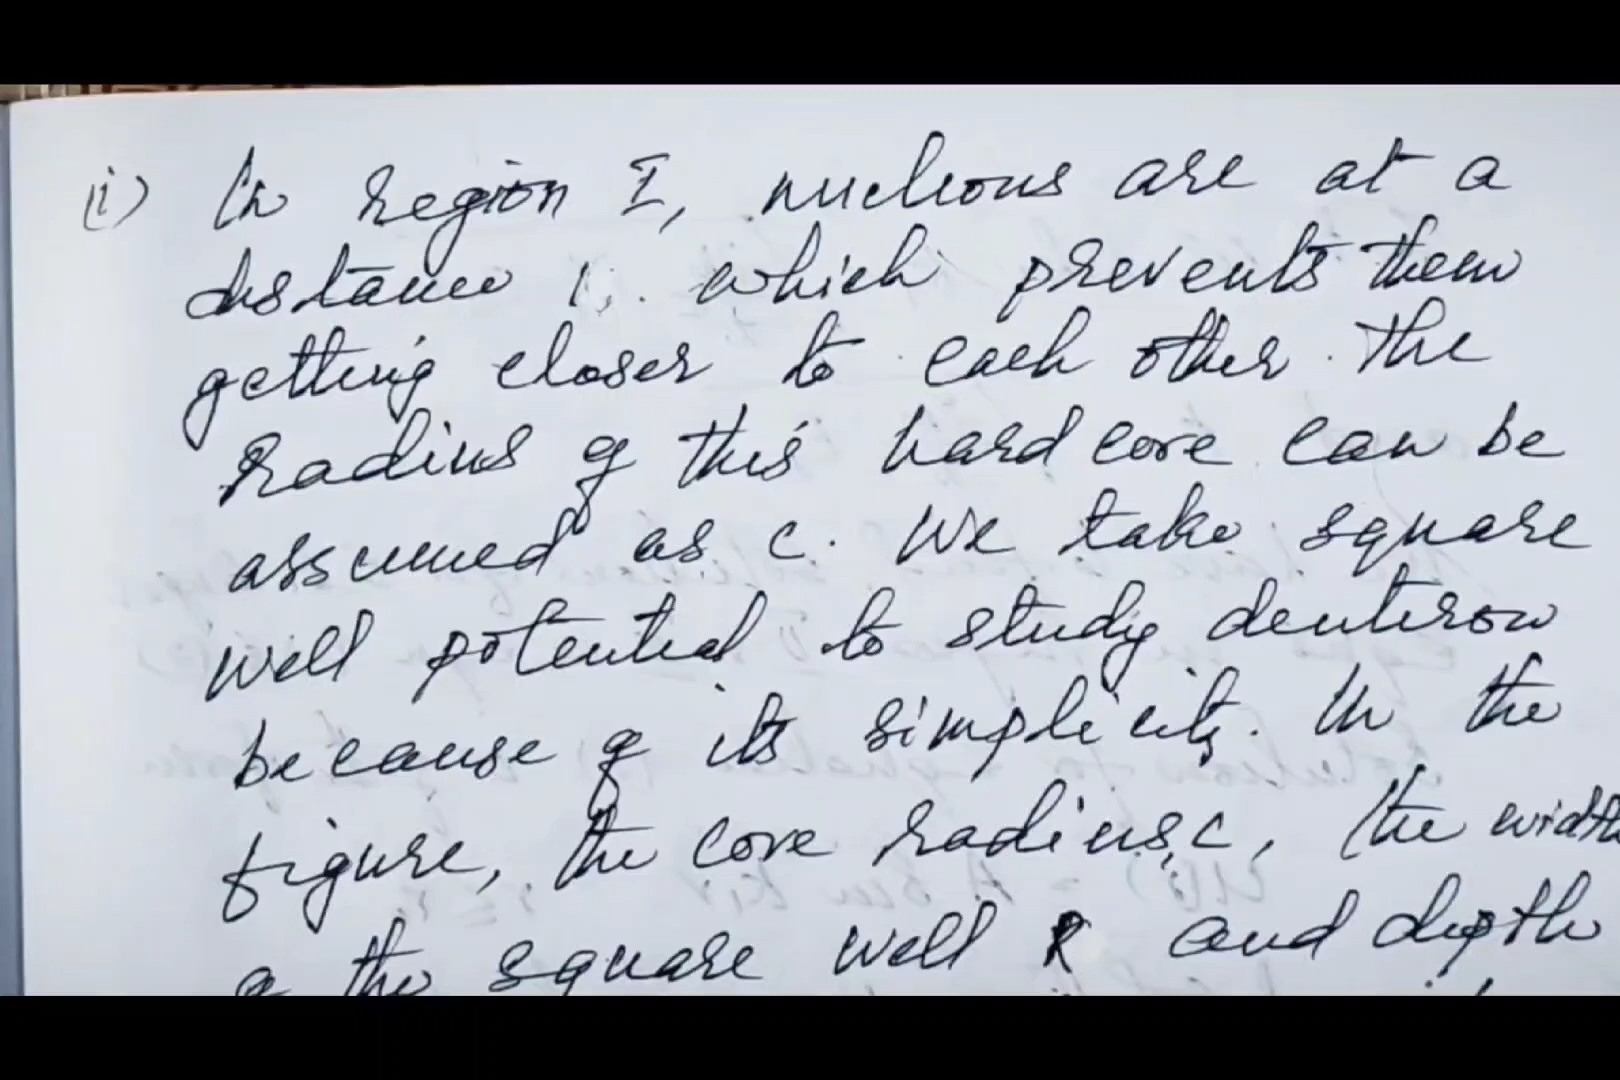 (i) In region I, nucleons are at a
distance which prevents them
getting closer to each other. The
radius of this hard core can be
assumed as c. We take square
well potential to study deuteron
because of its simplicity. In the
figure, the core radius, c, the width
of the square well R and depth